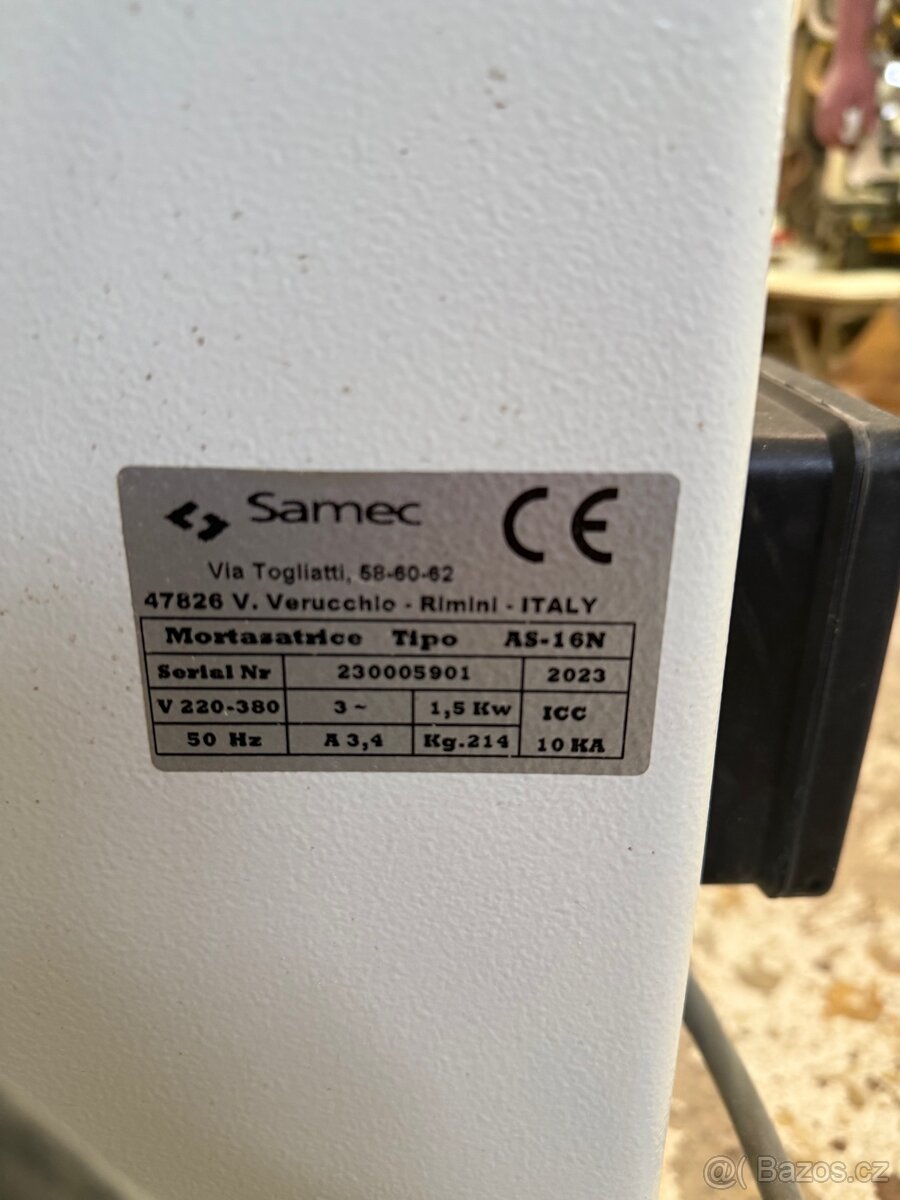 Samec CE
Via Togliatti, 58-60-62
47826 V. Verucchio - Rimini - ITALY
Mortasatrice Tipo AS-16N
Serial Nr 230005901 2023
V 220-380 3~ 1,5 Kw ICC
50 Hz A 3,4 Kg.214 10 KA
@( Bazos.cz